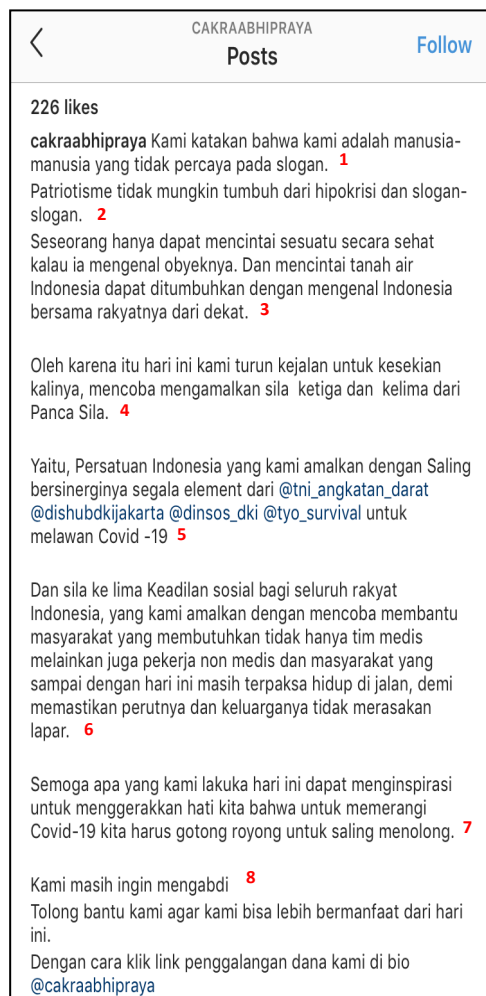 CAKRAABHIPRAYA
Posts
Follow
226 likes
cakraabhipraya Kami katakan bahwa kami adalah manusia-
manusia yang tidak percaya pada slogan. 1
Patriotisme tidak mungkin tumbuh dari hipokrisi dan slogan-
slogan. 2
Seseorang hanya dapat mencintai sesuatu secara sehat
kalau ia mengenal obyeknya. Dan mencintai tanah air
Indonesia dapat ditumbuhkan dengan mengenal Indonesia
bersama rakyatnya dari dekat. 3
Oleh karena itu hari ini kami turun kejalan untuk kesekian
kalinya, mencoba mengamalkan sila ketiga dan kelima dari
Panca Sila. 4
Yaitu, Persatuan Indonesia yang kami amalkan dengan Saling
bersinerginya segala element dari @tni_angkatan_darat
@dishubdkijakarta @dinsos_dki @tyo_survival untuk
melawan Covid -19 5
Dan sila ke lima Keadilan sosial bagi seluruh rakyat
Indonesia, yang kami amalkan dengan mencoba membantu
masyarakat yang membutuhkan tidak hanya tim medis
melainkan juga pekerja non medis dan masyarakat yang
sampai dengan hari ini masih terpaksa hidup di jalan, demi
memastikan perutnya dan keluarganya tidak merasakan
lapar. 6
Semoga apa yang kami lakuka hari ini dapat menginspirasi
untuk menggerakkan hati kita bahwa untuk memerangi
Covid-19 kita harus gotong royong untuk saling menolong. 7
Kami masih ingin mengabdi 8
Tolong bantu kami agar kami bisa lebih bermanfaat dari hari
ini.
Dengan cara klik link penggalangan dana kami di bio
@cakraabhipraya